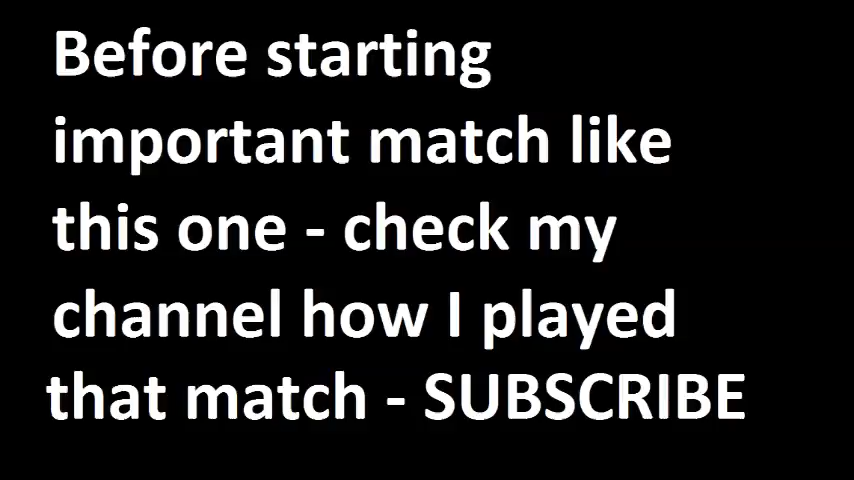 Before starting
important match like
this one - check my
channel how I played
that match - SUBSCRIBE